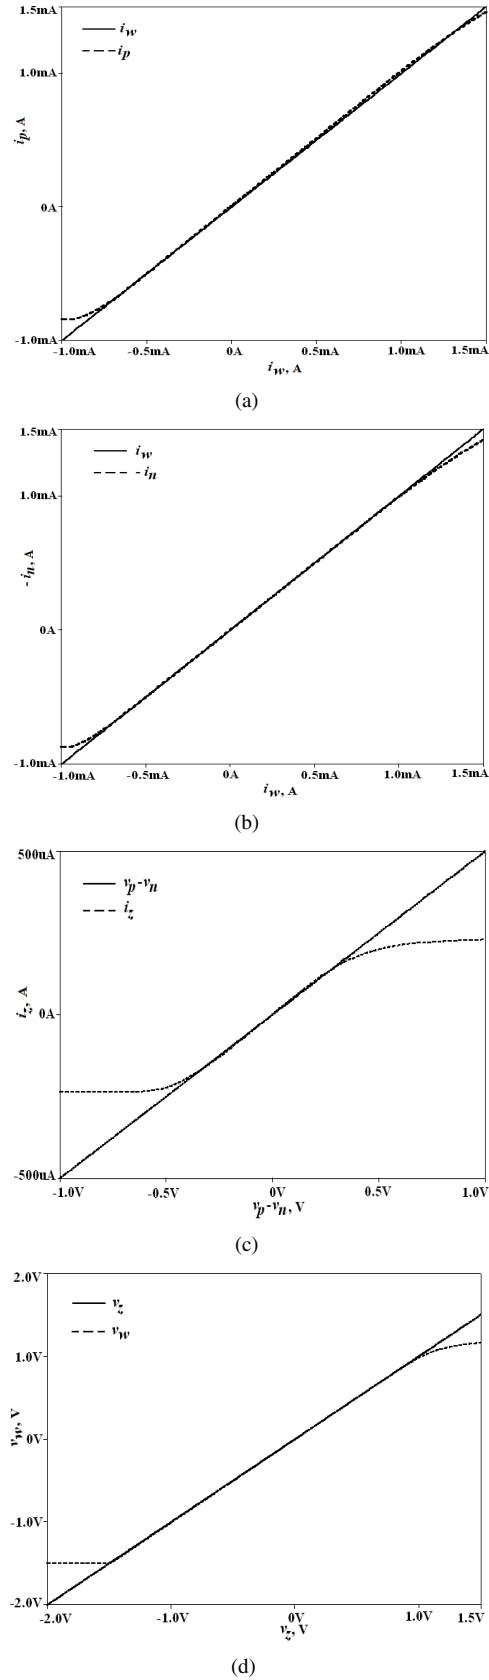 1.5mA
i_w
i_p
1.0mA
i_p, A
0A
-1.0mA
-1.0mA -0.5mA 0A 0.5mA 1.0mA 1.5mA
i_w, A
(a)
1.5mA
i_w
-i_n
1.0mA
-i_n, A
0A
-1.0mA
-1.0mA -0.5mA 0A 0.5mA 1.0mA 1.5mA
i_w, A
(b)
500uA
v_p-v_n
i_z
i_z, A
0A
-500uA
-1.0V -0.5V 0V 0.5V 1.0V
v_p-v_n, V
(c)
2.0V
v_z
v_w
1.0V
v_w, V
0V
-1.0V
-2.0V
-2.0V -1.0V 0V 1.0V 1.5V
v_z, V
(d)